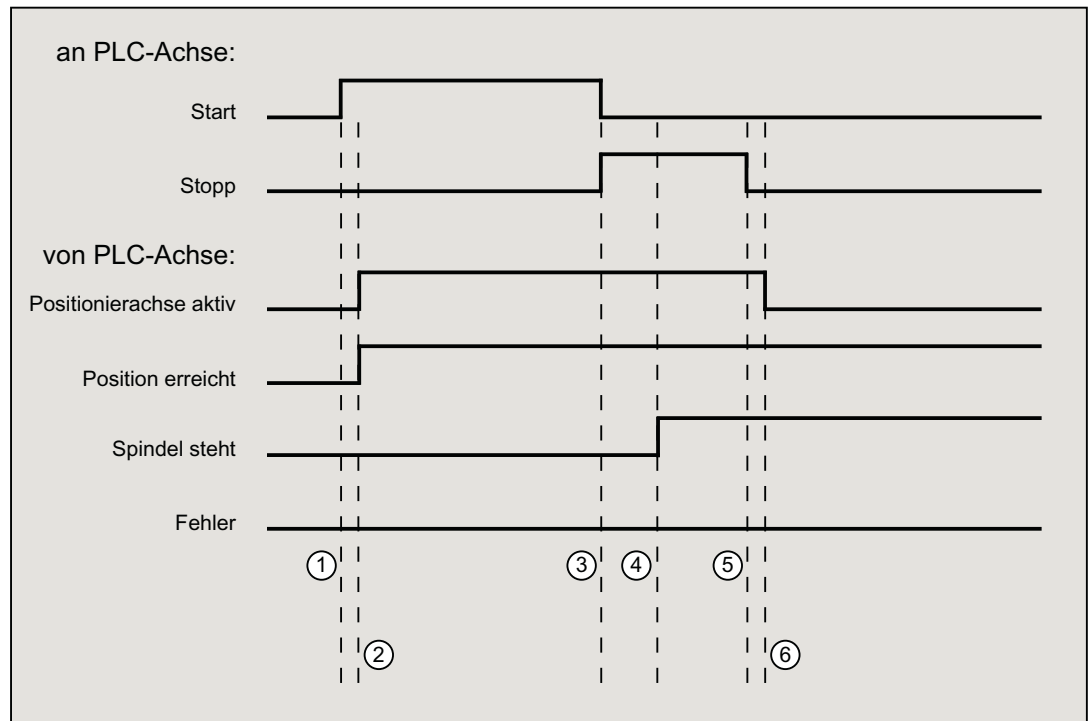 an PLC-Achse:
Start
Stopp
von PLC-Achse:
Positionierachse aktiv
Position erreicht
Spindel steht
Fehler
1 3 4 5
2 6